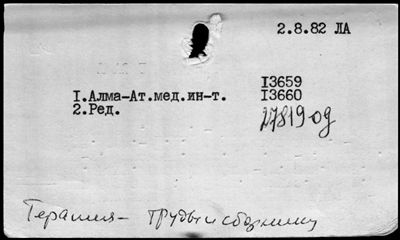 2.8.82 ЛА
I3659
I.Алма-Ат.мед.ин-т. I3660
2.Ред.
27819 од
Терапия- труды и сборники